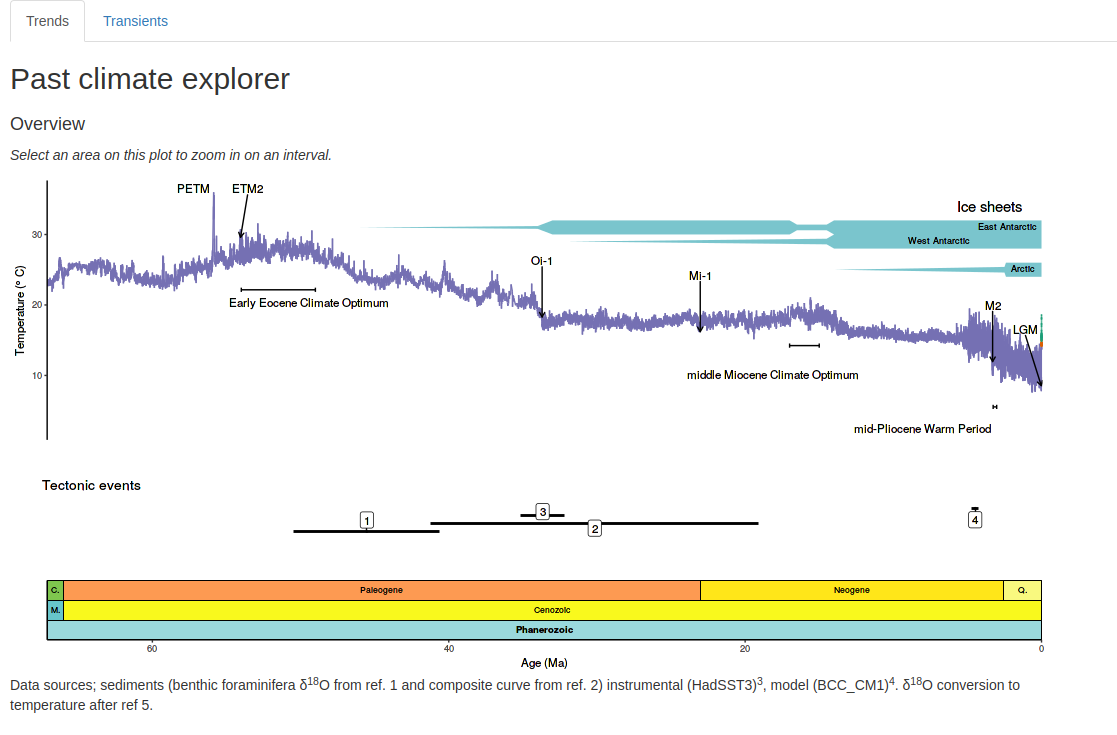 Trends Transients
Past climate explorer
Overview
Select an area on this plot to zoom in on an interval.
PETM ETM2
Ice sheets
East Antarctic
30
West Antarctic
Oi-1
Arctic
Mi-1
Early Eocene Climate Optimum
20
M2
Temperature (° C)
LGM
10
middle Miocene Climate Optimum
mid-Pliocene Warm Period
Tectonic events
3
1
2
4
C. Paleogene Neogene Q.
M. Cenozoic
Phanerozoic
60 40 20 0
Age (Ma)
Data sources; sediments (benthic foraminifera δ18O from ref. 1 and composite curve from ref. 2) instrumental (HadSST3)3, model (BCC_CM1)4. δ18O conversion to
temperature after ref 5.